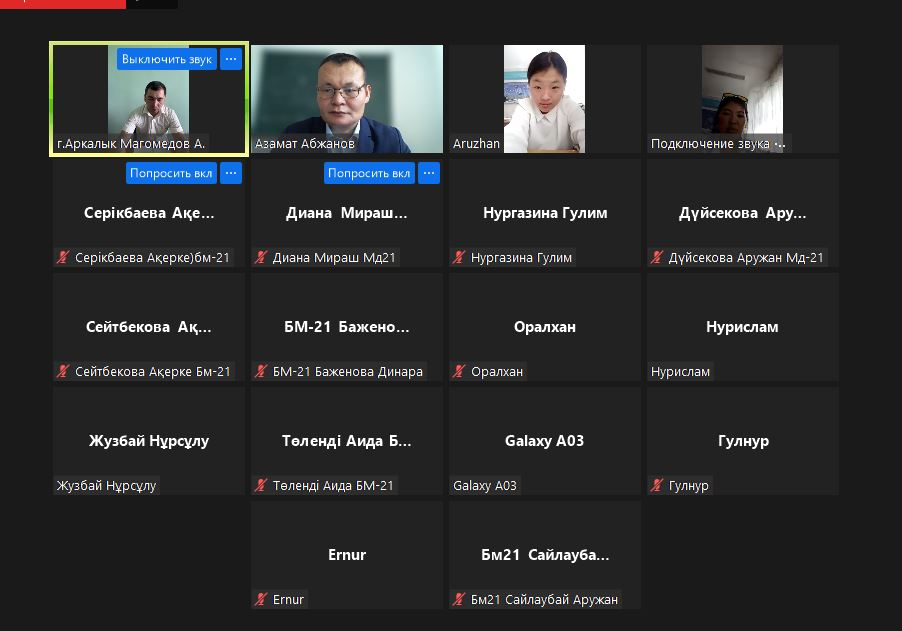 Выключить звук ...
г.Аркалык Магомедов А.
Азамат Абжанов
Aruzhan
Подключение звука ...
Попросить вкл ...
Серікбаева Ақе...
Серікбаева Ақерке)бм-21
Попросить вкл ...
Диана Мираш...
Диана Мираш Мд21
Нургазина Гулим
Нургазина Гулим
Дүйсекова Ару...
Дүйсекова Аружан Мд-21
Сейтбекова Ақ...
Сейтбекова Ақерке Бм-21
БМ-21 Бажено...
БМ-21 Баженова Динара
Оралхан
Оралхан
Нурислам
Нурислам
Жузбай Нұрсұлу
Жузбай Нұрсұлу
Төленді Аида Б...
Төленді Аида БМ-21
Galaxy A03
Galaxy A03
Гулнур
Гулнур
Ernur
Ernur
Бм21 Сайлауба...
Бм21 Сайлаубай Аружан